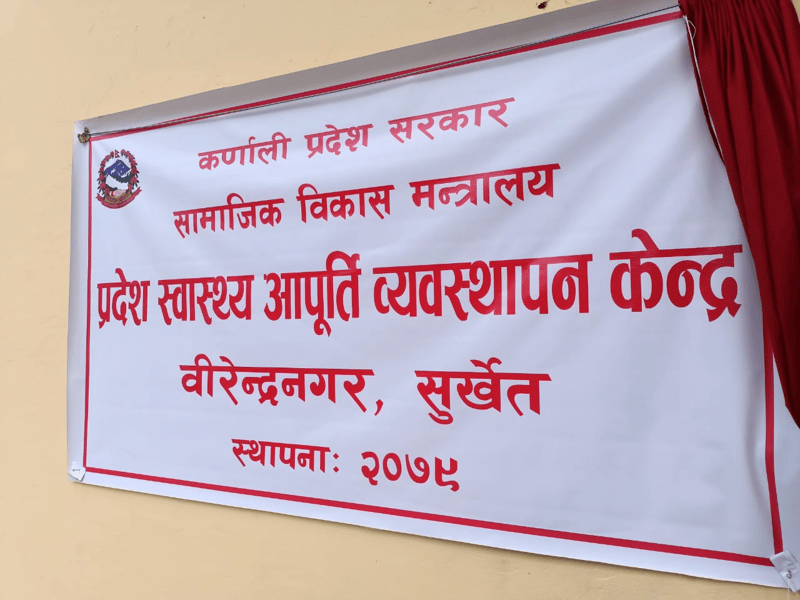 कर्णाली प्रदेश सरकार
सामाजिक विकास मन्त्रालय
प्रदेश स्वास्थ्य आपूर्ति व्यवस्थापन केन्द्र
वीरेन्द्रनगर, सुर्खेत
स्थापनाः २०७९